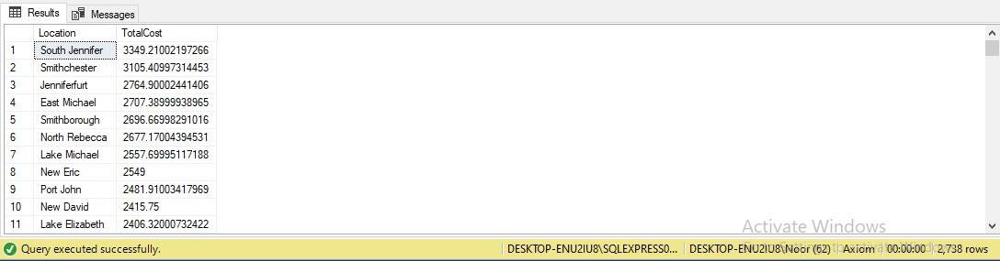 Results Messages
Location TotalCost
1 South Jennifer 3349.21002197266
2 Smithchester 3105.40997314453
3 Jenniferfurt 2764.90002441406
4 East Michael 2707.38999938965
5 Smithborough 2696.66998291016
6 North Rebecca 2677.17004394531
7 Lake Michael 2557.69995117188
8 New Eric 2549
9 Port John 2481.91003417969
10 New David 2415.75
11 Lake Elizabeth 2406.32000732422
Activate Windows
Query executed successfully. DESKTOP-ENU2IU8\SQLEXPRESS0... DESKTOP-ENU2IU8\Noor (62) Axiom 00:00:00 2,738 rows